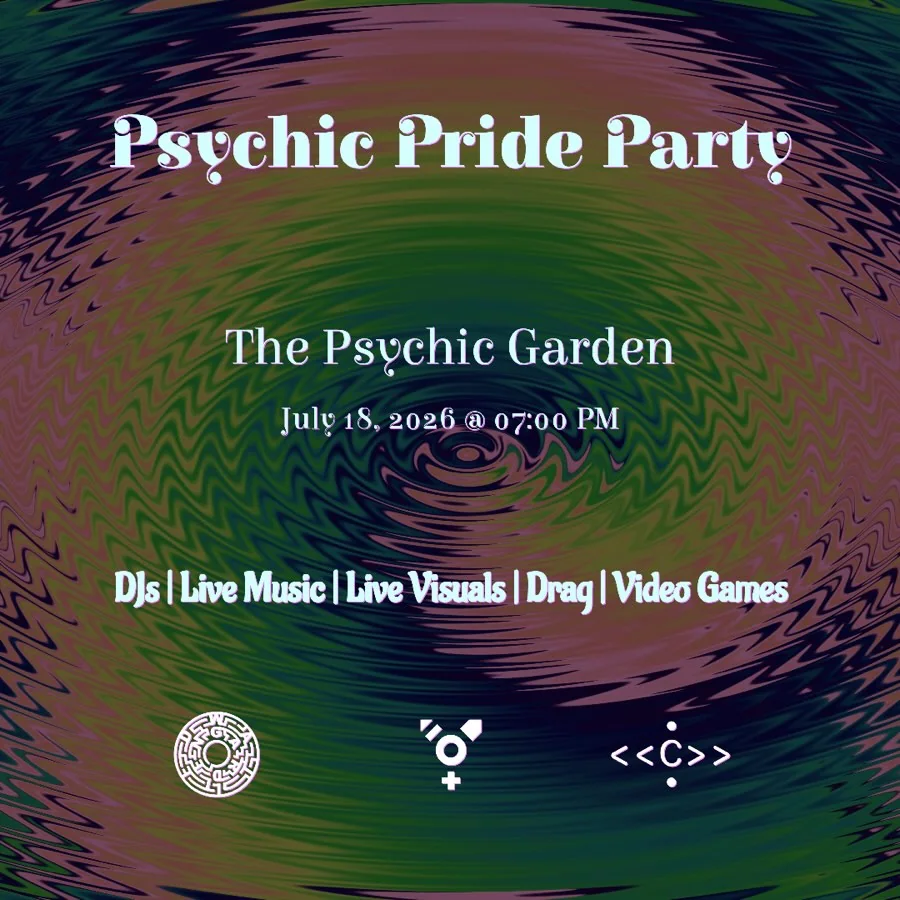 Psychic Pride Party
The Psychic Garden
July 18, 2026 @ 07:00 PM
DJs | Live Music | Live Visuals | Drag | Video Games
<<C>>